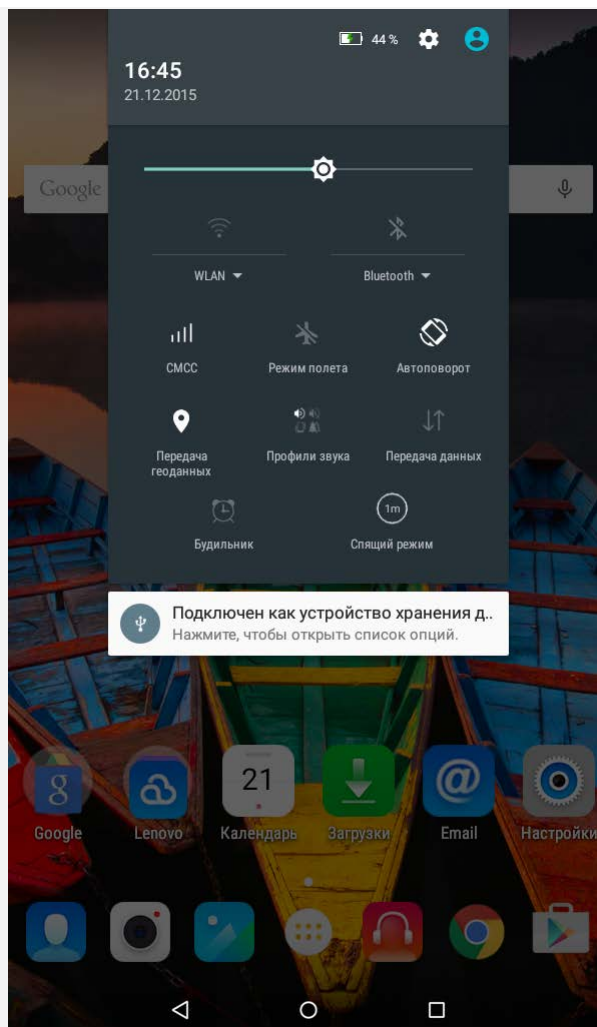 44 %
16:45
21.12.2015
Google
WLAN
Bluetooth
СМСС
Режим полета
Автоповорот
Передача
геоданных
Профили звука
Передача данных
1m
Будильник
Спящий режим
Подключен как устройство хранения д..
Нажмите, чтобы открыть список опций.
8
21
@
Google
Lenovo
Календарь
Загрузки
Email
Настройки